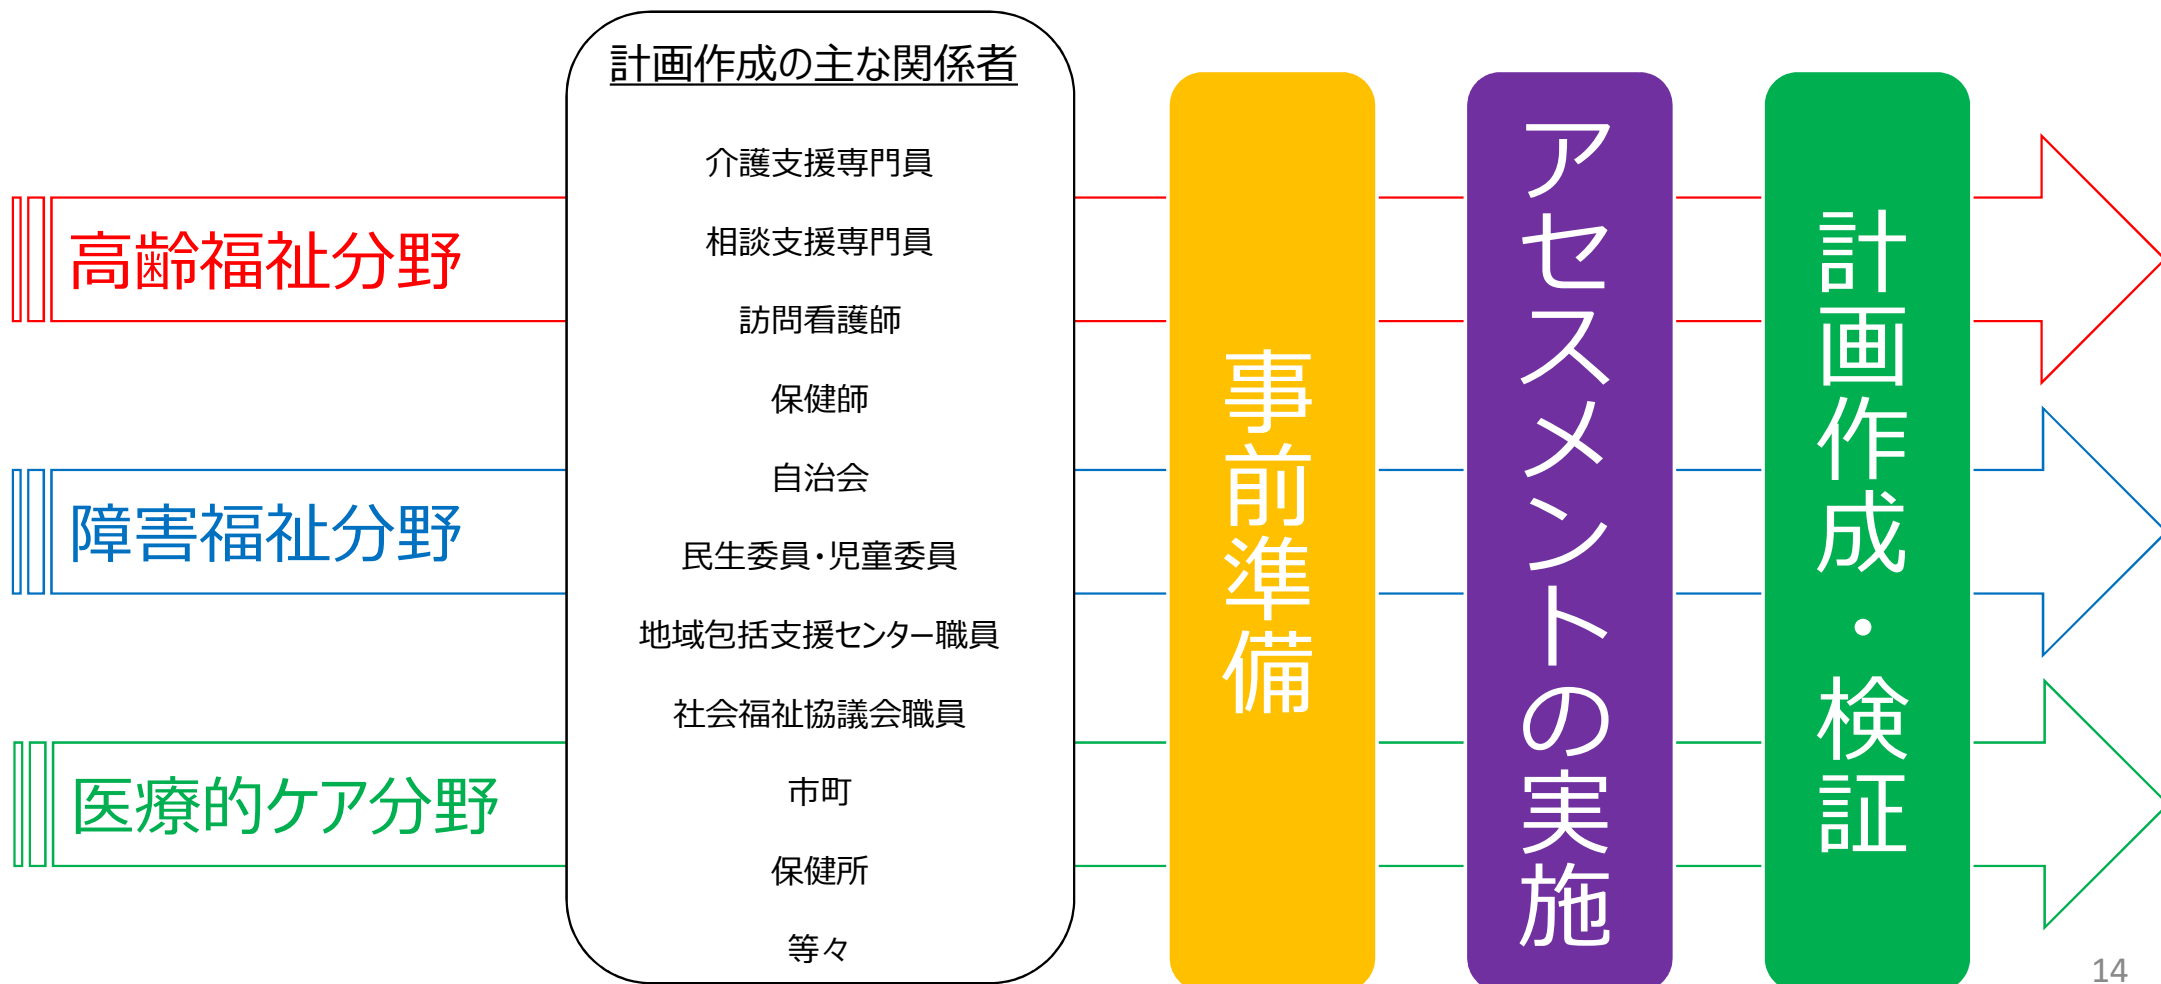 高齢福祉分野
障害福祉分野
医療的ケア分野
計画作成の主な関係者
介護支援専門員
相談支援専門員
訪問看護師
保健師
自治会
民生委員・児童委員
地域包括支援センター職員
社会福祉協議会職員
市町
保健所
等々
事前準備
アセスメントの実施
計画作成・検証
14